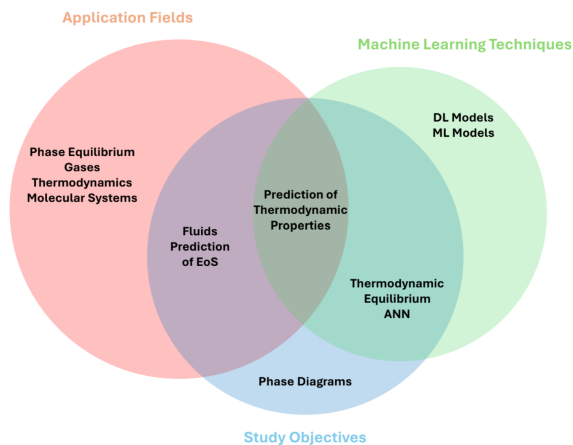 Application Fields
Machine Learning Techniques
DL Models
ML Models
Phase Equilibrium
Gases
Thermodynamics
Molecular Systems
Prediction of
Thermodynamic
Properties
Fluids
Prediction
of EoS
Thermodynamic
Equilibrium
ANN
Phase Diagrams
Study Objectives